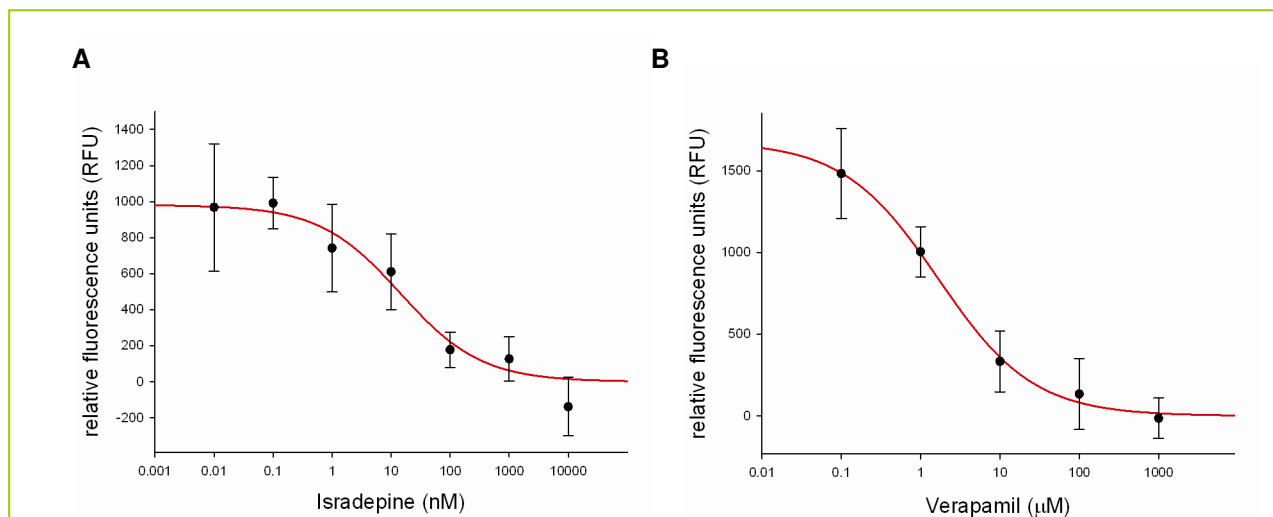 A
relative fluorescence units (RFU)
1400
1200
1000
800
600
400
200
0
-200
0.001 0.01 0.1 1 10 100 1000 10000
Isradepine (nM)
B
relative fluorescence units (RFU)
1500
1000
500
0
0.01 0.1 1 10 100 1000
Verapamil (μM)